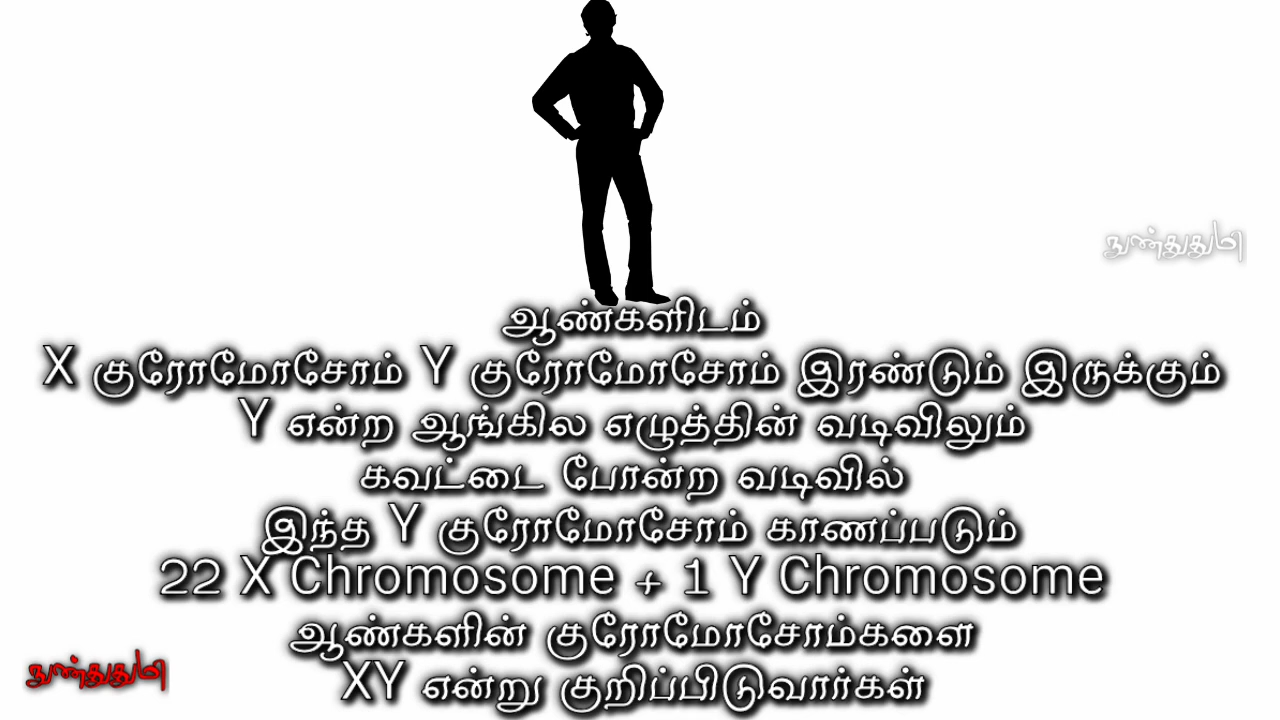 நுண்துதுமி
ஆண்களிடம்
X குரோமோசோம் Y குரோமோசோம் இரண்டும் இருக்கும்
Y என்ற ஆங்கில எழுத்தின் வடிவிலும்
கவட்டை போன்ற வடிவில்
இந்த Y குரோமோசோம் காணப்படும்
22 X Chromosome + 1 Y Chromosome
ஆண்களின் குரோமோசோம்களை
XY என்று குறிப்பிடுவார்கள்
நுண்துதுமி